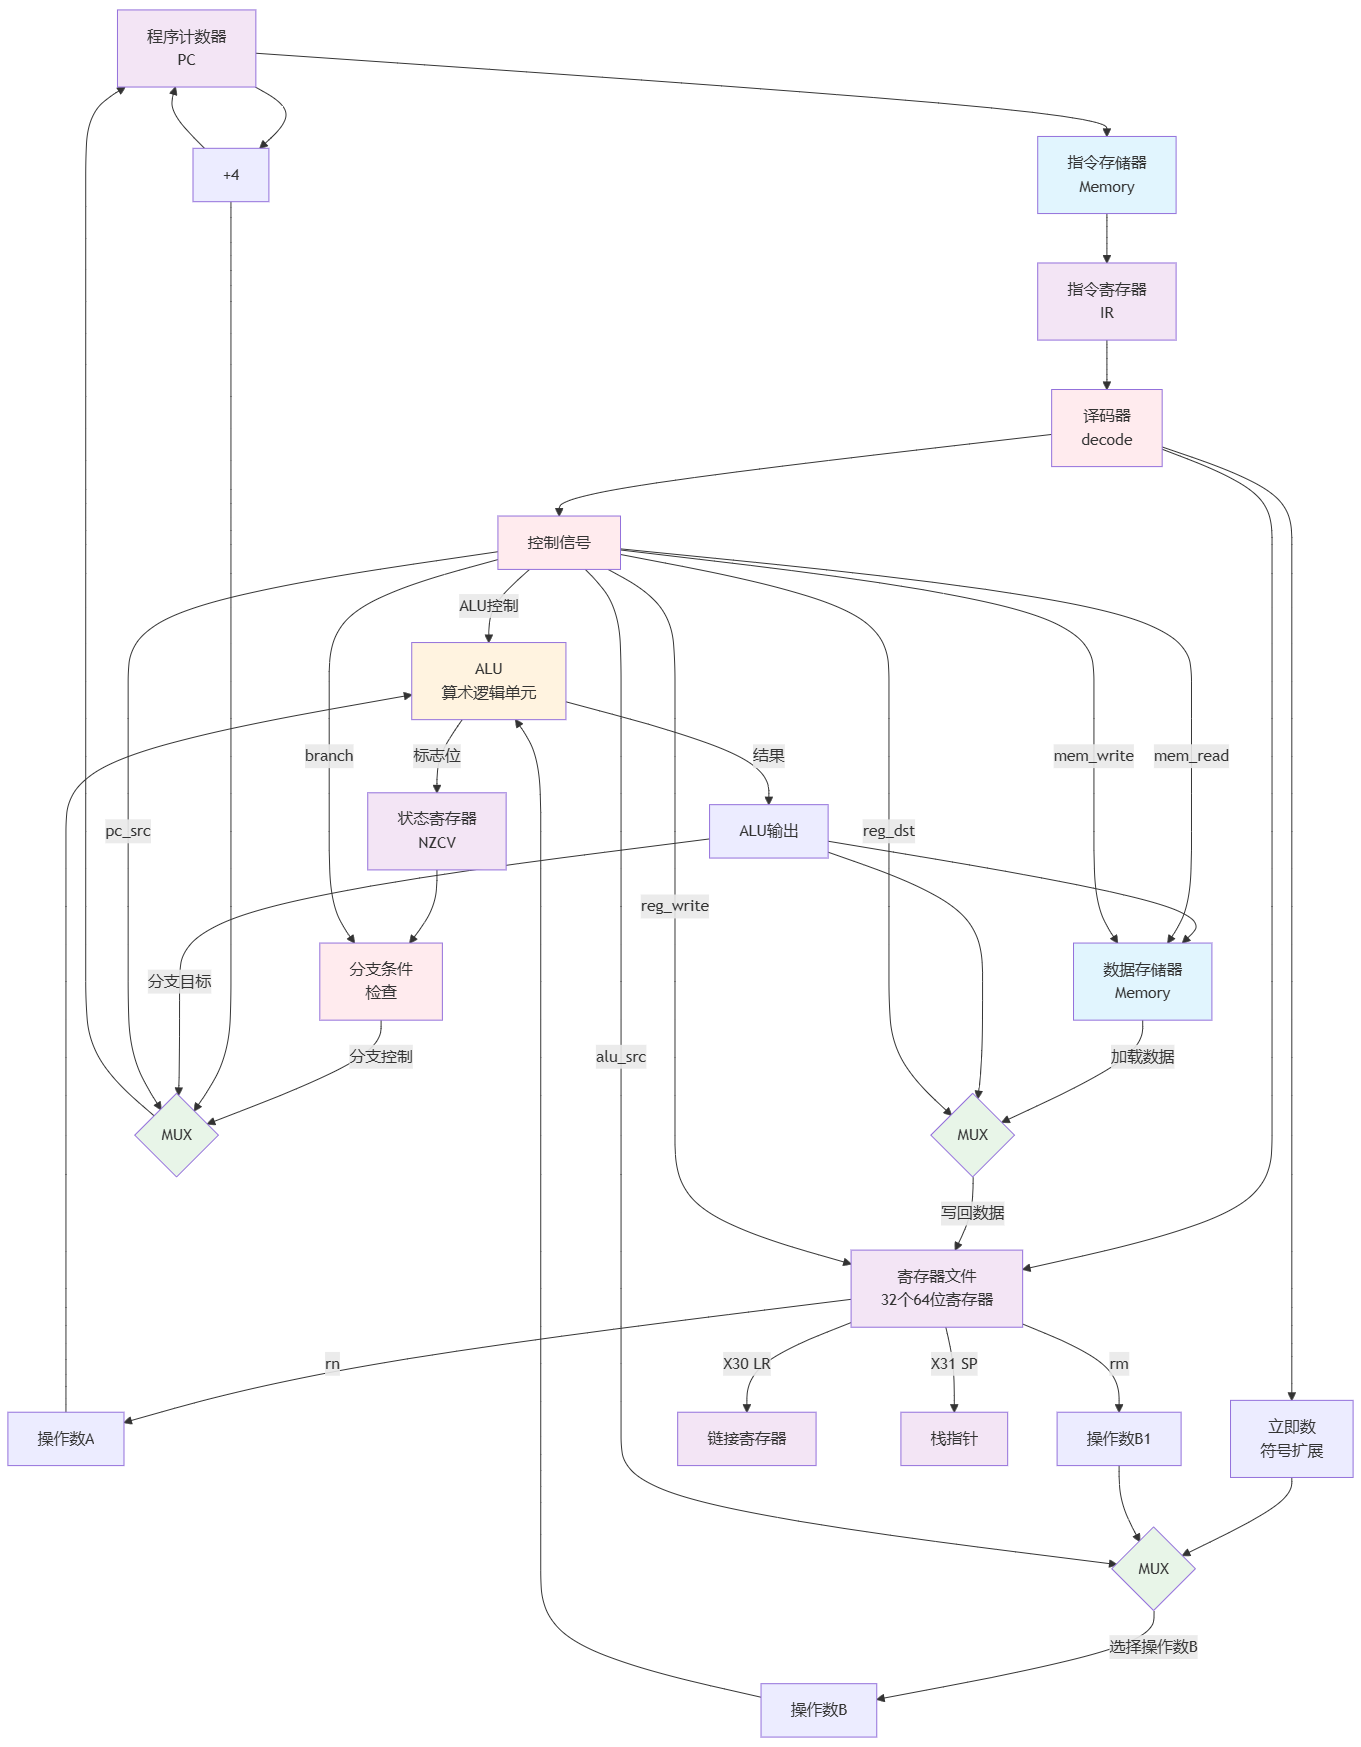 程序计数器
PC
+4
指令存储器
Memory
指令寄存器
IR
译码器
decode
控制信号
ALU控制
ALU
算术逻辑单元
branch
标志位
结果
mem_write
mem_read
pc_src
状态寄存器
NZCV
ALU输出
reg_dst
reg_write
分支目标
分支条件
检查
数据存储器
Memory
分支控制
alu_src
加载数据
MUX
MUX
写回数据
寄存器文件
32个64位寄存器
rn
X30 LR
X31 SP
rm
操作数A
链接寄存器
栈指针
操作数B1
立即数
符号扩展
MUX
选择操作数B
操作数B